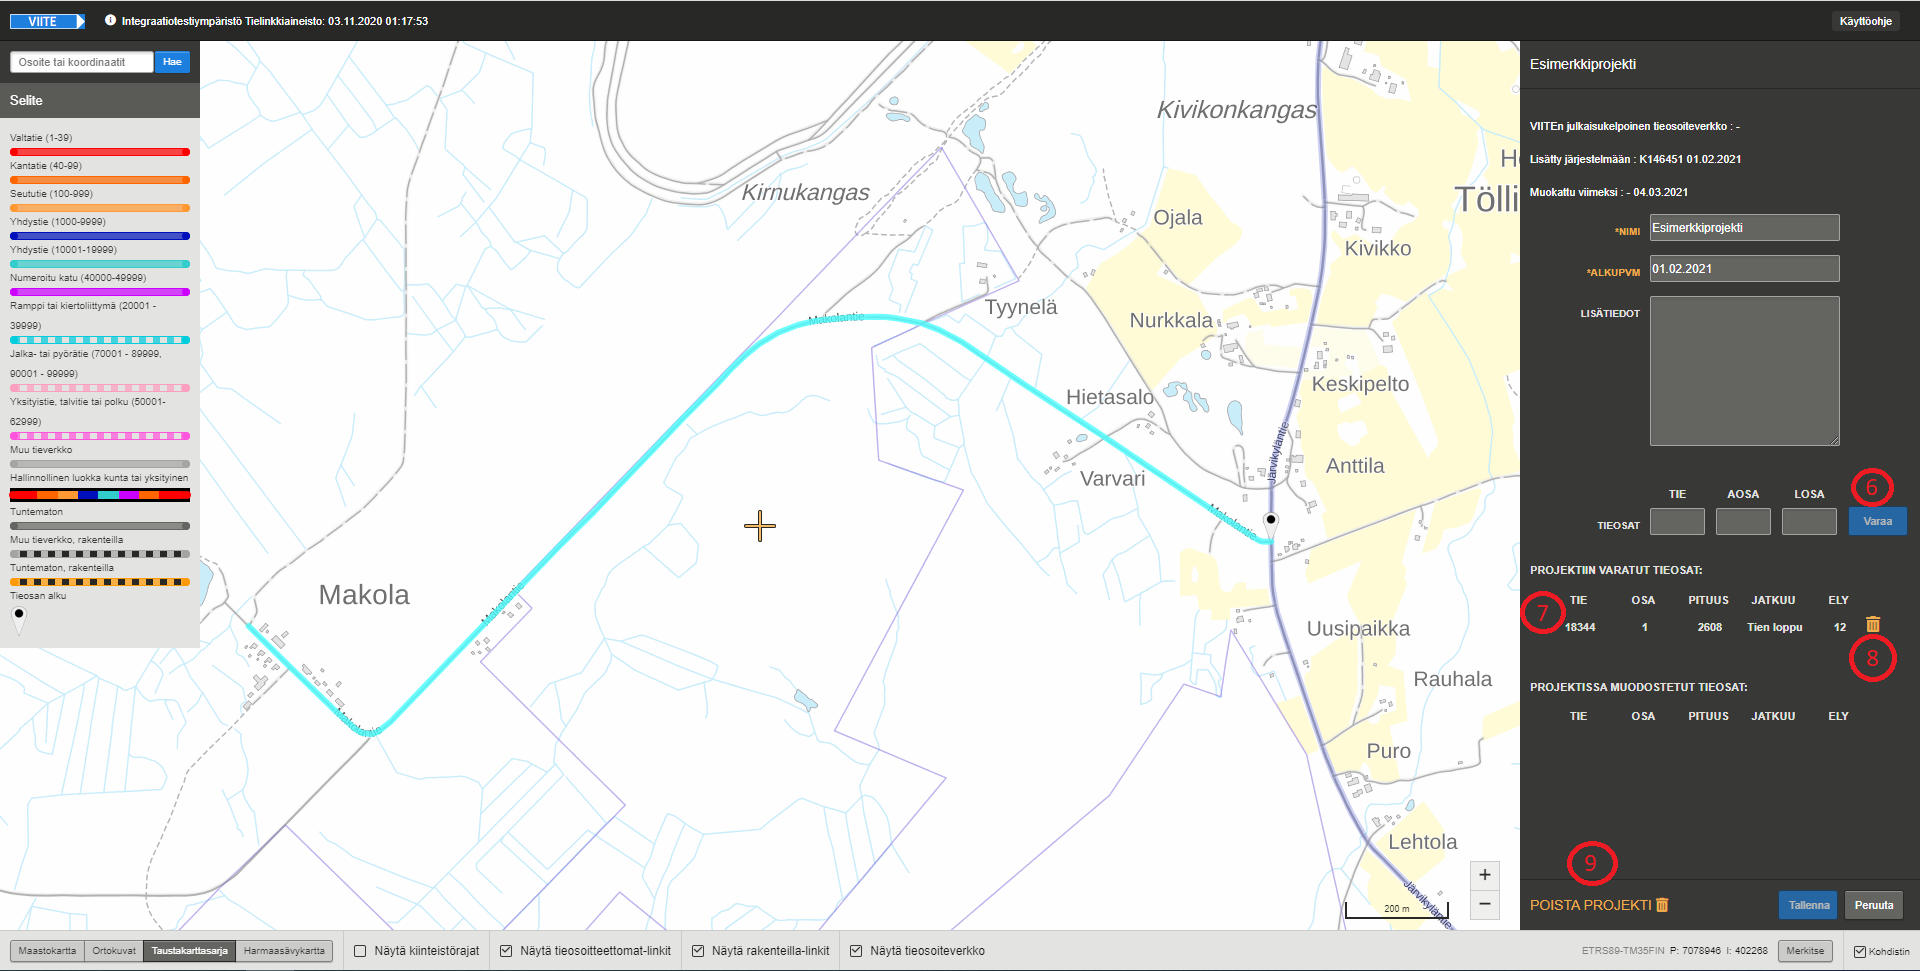 VIITE
Integraatiotestiympäristö Tielinkkiaineisto: 03.11.2020 01:17:53
Käyttöohje
Osoite tai koordinaatit
Hae
Selite
Valtatie (1-39)
Kantatie (40-99)
Seututie (100-999)
Yhdystie (1000-9999)
Yhdystie (10001-19999)
Numeroitu katu (40000-49999)
Ramppi tai kiertoliittymä (20001 -
39999)
Jalka- tai pyörätie (70001 - 89999,
90001 - 99999)
Yksityistie, talvitie tai polku (50001-
62999)
Muu tieverkko
Hallinnollinen luokka kunta tai yksityinen
Tuntematon
Muu tieverkko, rakenteilla
Tuntematon, rakenteilla
Tieosan alku
Kivikonkangas
Kirnukangas
Ojala
Tölli
Kivikko
Tyynelä
Nurkkala
Makolantie
Keskipelto
Hietasalo
Järvikyläntie
Anttila
Varvari
Makolantie
Makola
Makolantie
Uusipaikka
Rauhala
Makolantie
Puro
Lehtola
Järvikyläntie
+
−
200 m
Esimerkkiprojekti
VIITEn julkaisukelpoinen tieosoiteverkko : -
Lisätty järjestelmään : K146451 01.02.2021
Muokattu viimeksi : - 04.03.2021
*NIMI Esimerkkiprojekti
*ALKUPVM 01.02.2021
LISÄTIEDOT
6
TIE AOSA LOSA
TIEOSAT Varaa
PROJEKTIIN VARATUT TIEOSAT:
7
TIE OSA PITUUS JATKUU ELY
18344 1 2608 Tien loppu 12
8
PROJEKTISSA MUODOSTETUT TIEOSAT:
TIE OSA PITUUS JATKUU ELY
9
POISTA PROJEKTI Tallenna Peruuta
Maastokartta Ortokuvat Taustakarttasarja Harmaasävykartta Näytä kiinteistörajat Näytä tieosoitteettomat-linkit Näytä rakenteilla-linkit Näytä tieosoiteverkko ETRS89-TM35FIN P: 7078946 I: 402268 Merkitse Kohdistin